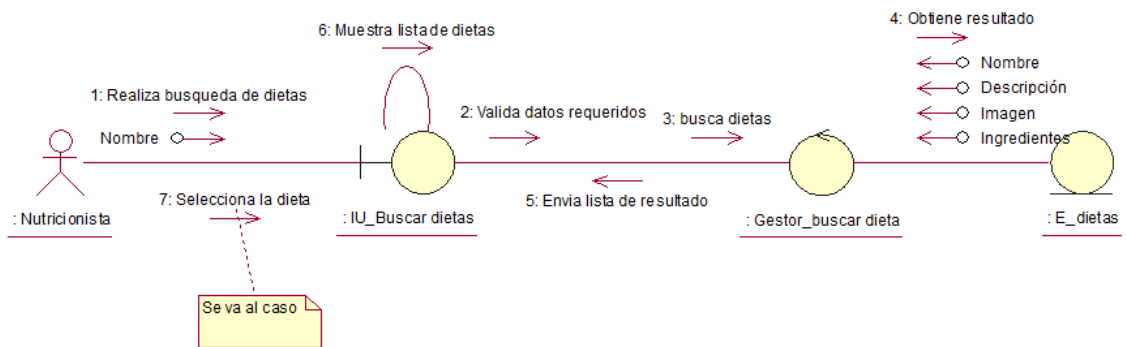 6: Muestra lista de dietas
4: Obtiene resultado
Nombre
Descripción
Imagen
Ingredientes
1: Realiza busqueda de dietas
Nombre
2: Valida datos requeridos
3: busca dietas
7: Selecciona la dieta
5: Envia lista de resultado
: Nutricionista
: IU_Buscar dietas
: Gestor_buscar dieta
: E_dietas
Se va al caso